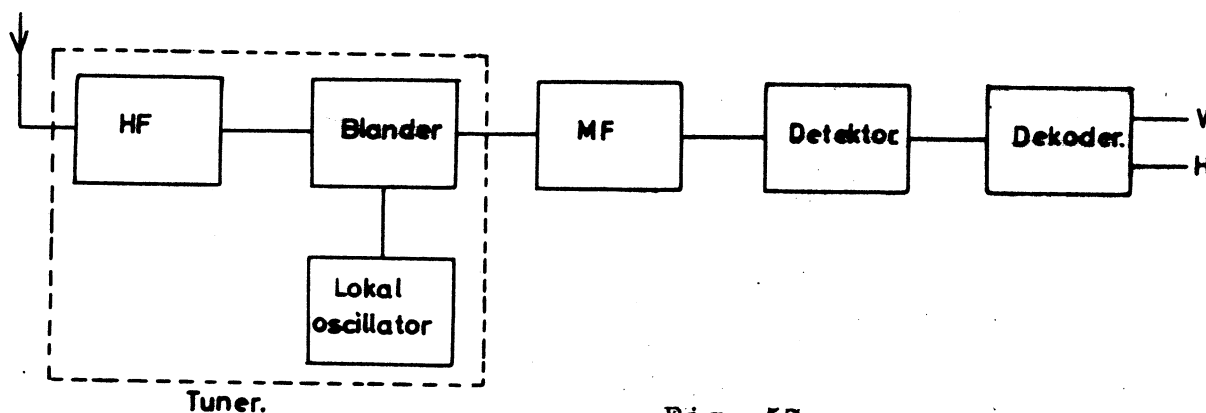 HF
Blander
MF
Detektor.
Dekoder.
V
H
Lokal
oscillator
Tuner.